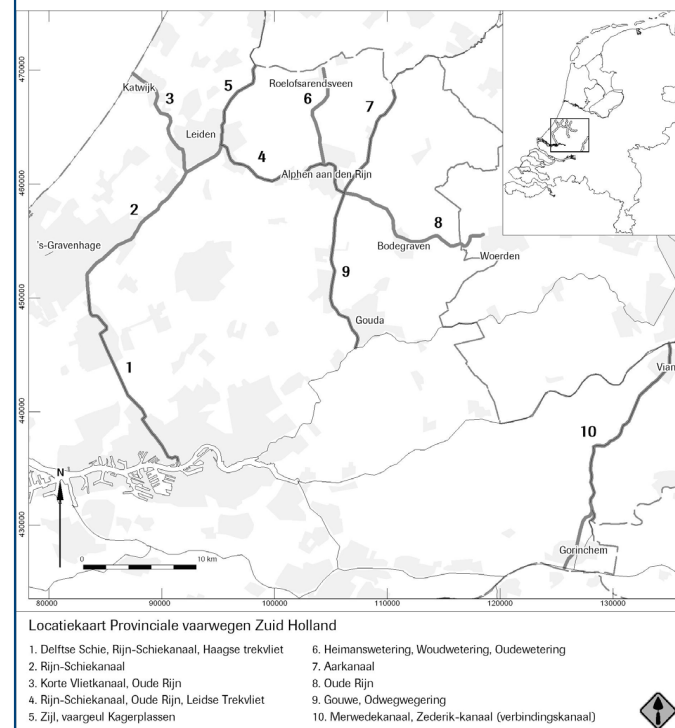 470000
460000
450000
440000
430000
Katwijk
3
5
Roelofsarendsveen
6
7
Leiden
4
Alphen aan den Rijn
2
's-Gravenhage
8
Bodegraven
Woerden
9
Gouda
1
Vian
10
N
0
10 km
Gorinchem
80000
90000
100000
110000
120000
130000
Locatiekaart Provinciale vaarwegen Zuid Holland
1. Delftse Schie, Rijn-Schiekanaal, Haagse trekvliet
2. Rijn-Schiekanaal
3. Korte Vlietkanaal, Oude Rijn
4. Rijn-Schiekanaal, Oude Rijn, Leidse Trekvliet
5. Zijl, vaargeul Kagerplassen
6. Heimanswetering, Woudwetering, Oudewetering
7. Aarkanaal
8. Oude Rijn
9. Gouwe, Odwegwegering
10. Merwedekanaal, Zederik-kanaal (verbindingskanaal)